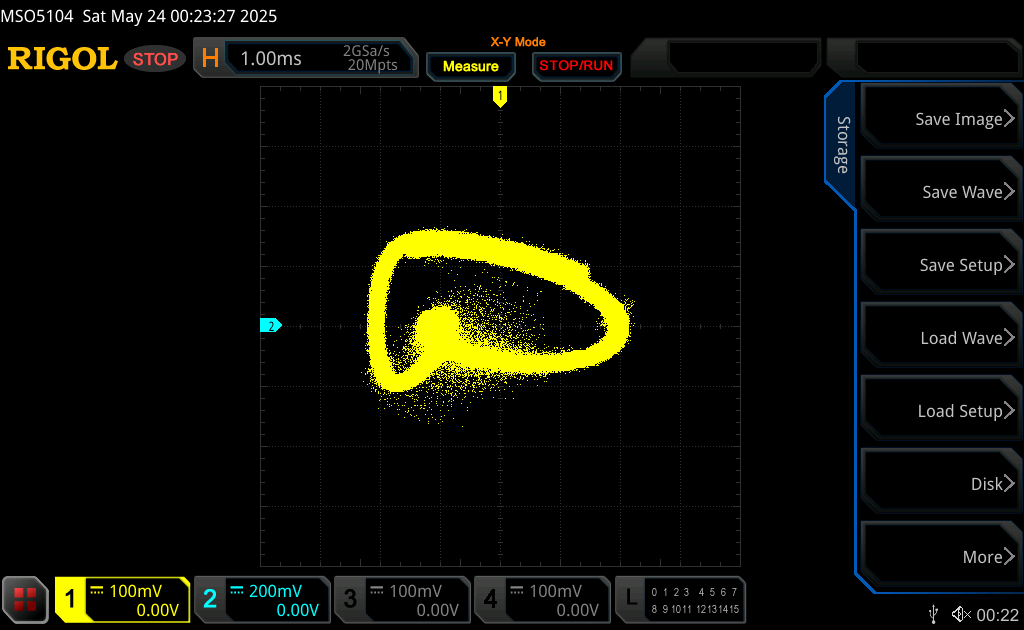 MSO5104  Sat May 24 00:23:27 2025
RIGOL STOP H 1.00ms 2GSa/s 20Mpts X-Y Mode Measure STOP/RUN
1
Storage
Save Image
Save Wave
Save Setup
2
Load Wave
Load Setup
Disk
More
1 100mV 0.00V
2 200mV 0.00V
3 100mV 0.00V
4 100mV 0.00V
L 0 1 2 3 4 5 6 7
8 9 10 11 12 13 14 15
00:22